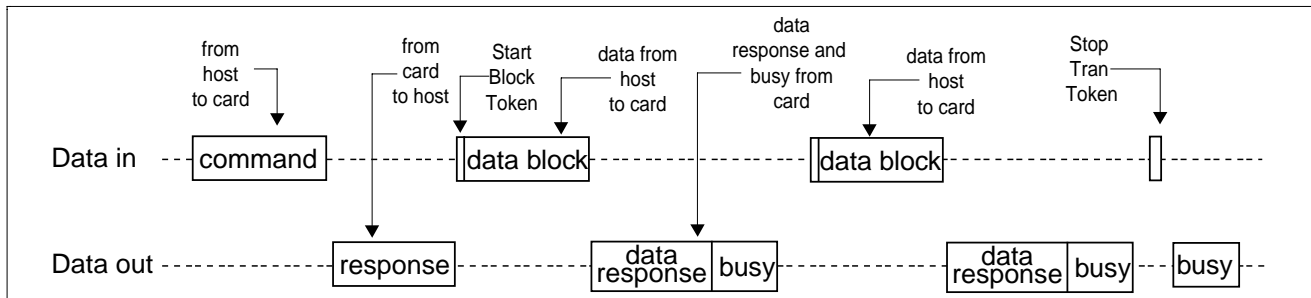 from
host
to card
from
card
to host
Start
Block
Token
data from
host
to card
data
response and
busy from
card
data from
host
to card
Stop
Tran
Token
Data in
command
data block
data block
Data out
response
data
response
busy
data
response
busy
busy